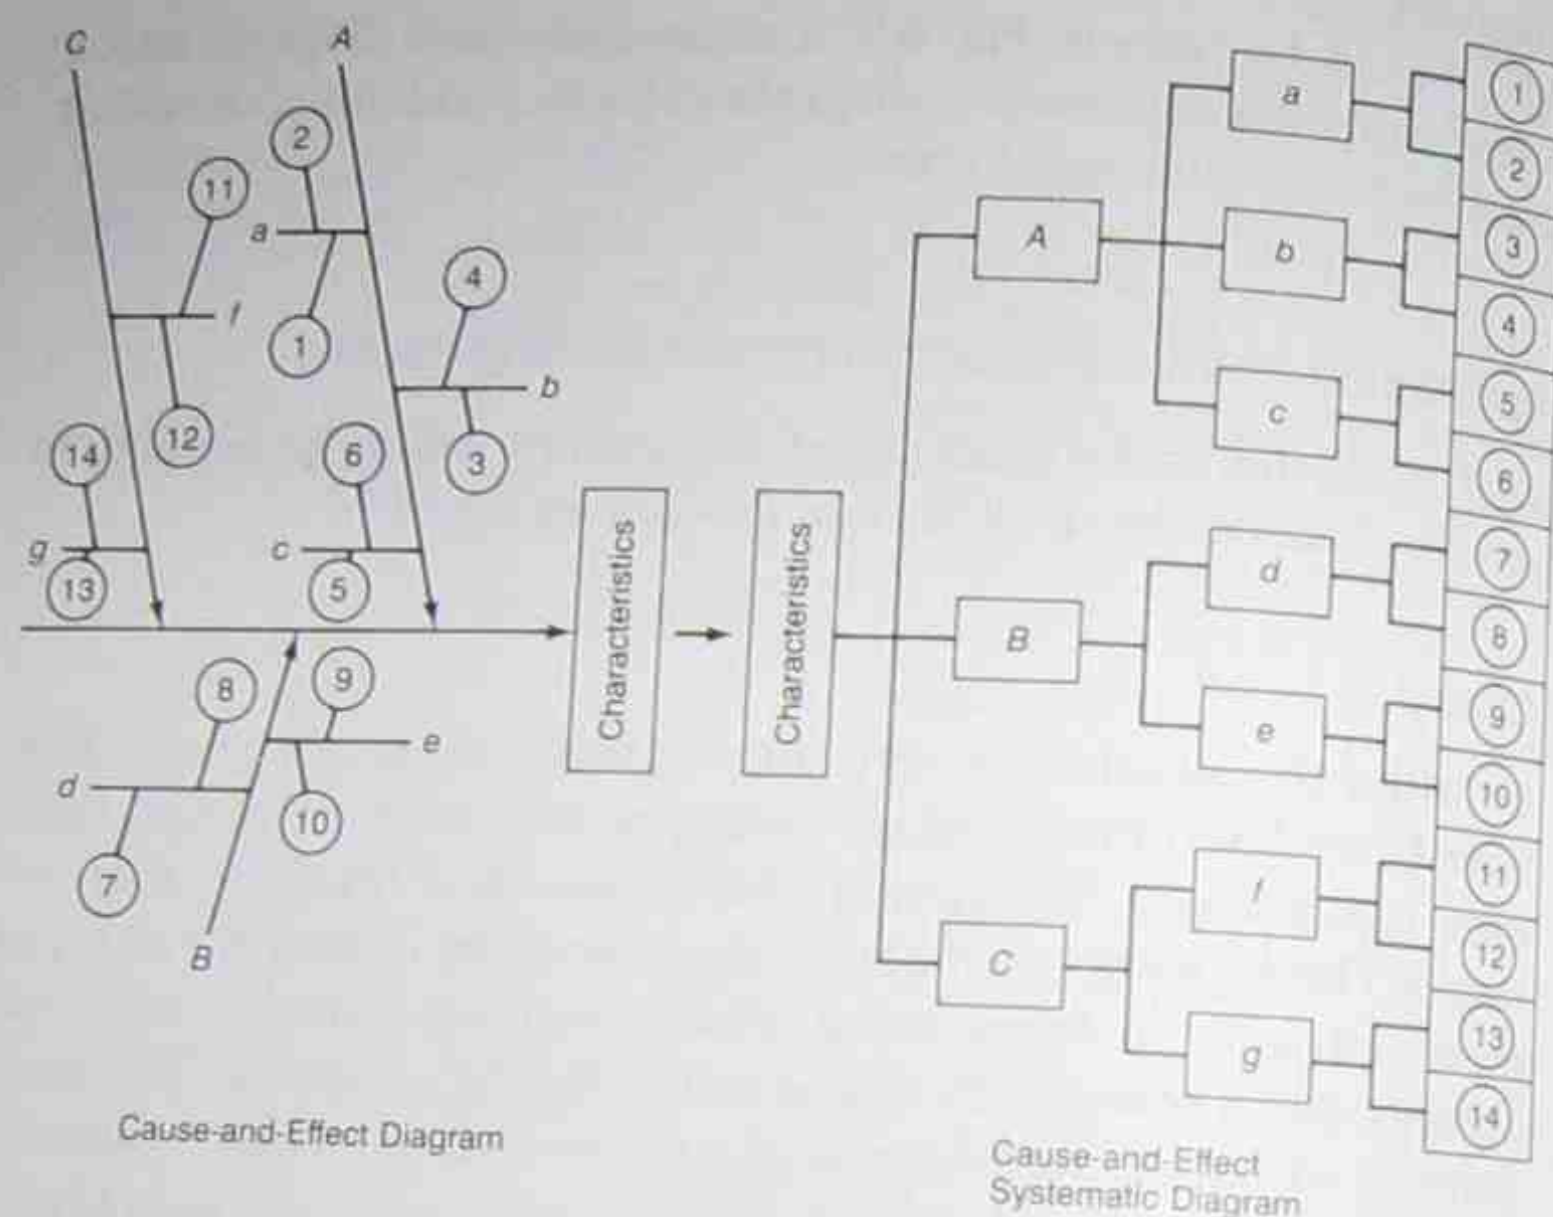 C
A
2
11
a
4
1
f
b
12
14
6
3
g
c
13
5
Characteristics
8
9
e
d
10
7
B
Cause-and-Effect Diagram
Characteristics
A
B
C
a
b
c
d
e
f
g
1
2
3
4
5
6
7
8
9
10
11
12
13
14
Cause-and-Effect
Systematic Diagram